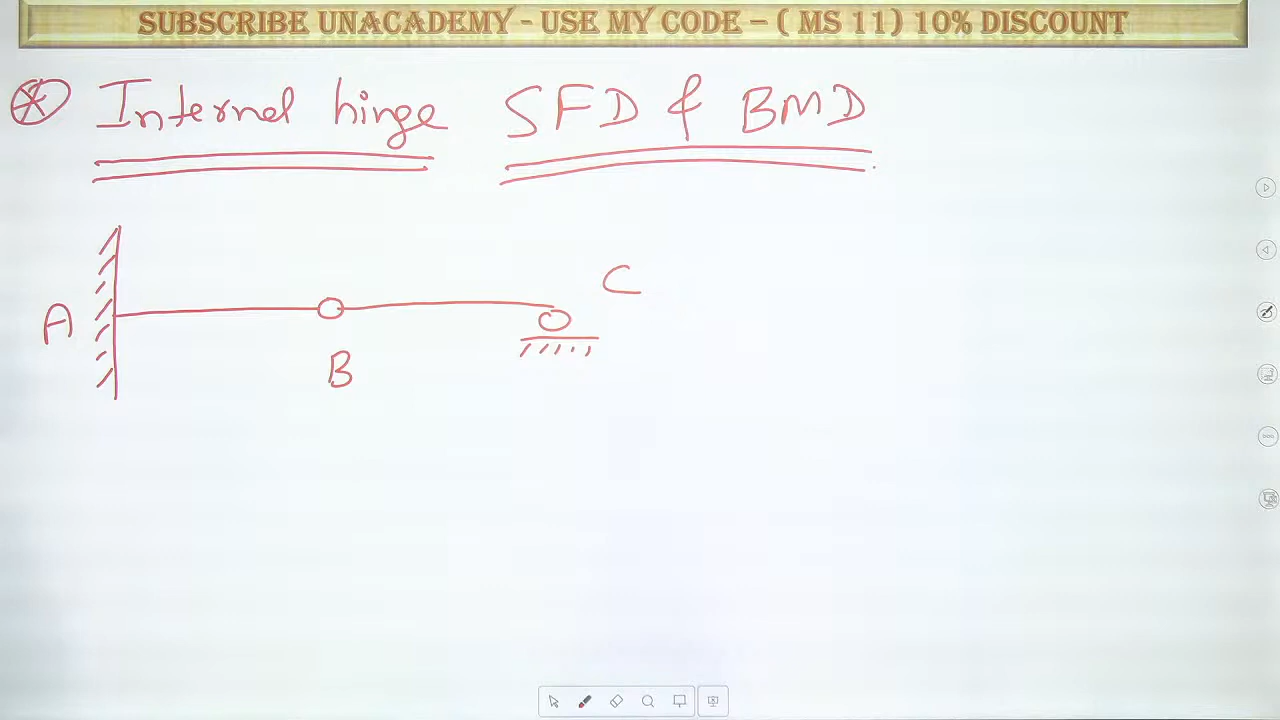 SUBSCRIBE UNACADEMY - USE MY CODE – ( MS 11) 10% DISCOUNT
Internal hinge SFD & BMD
A
B
C